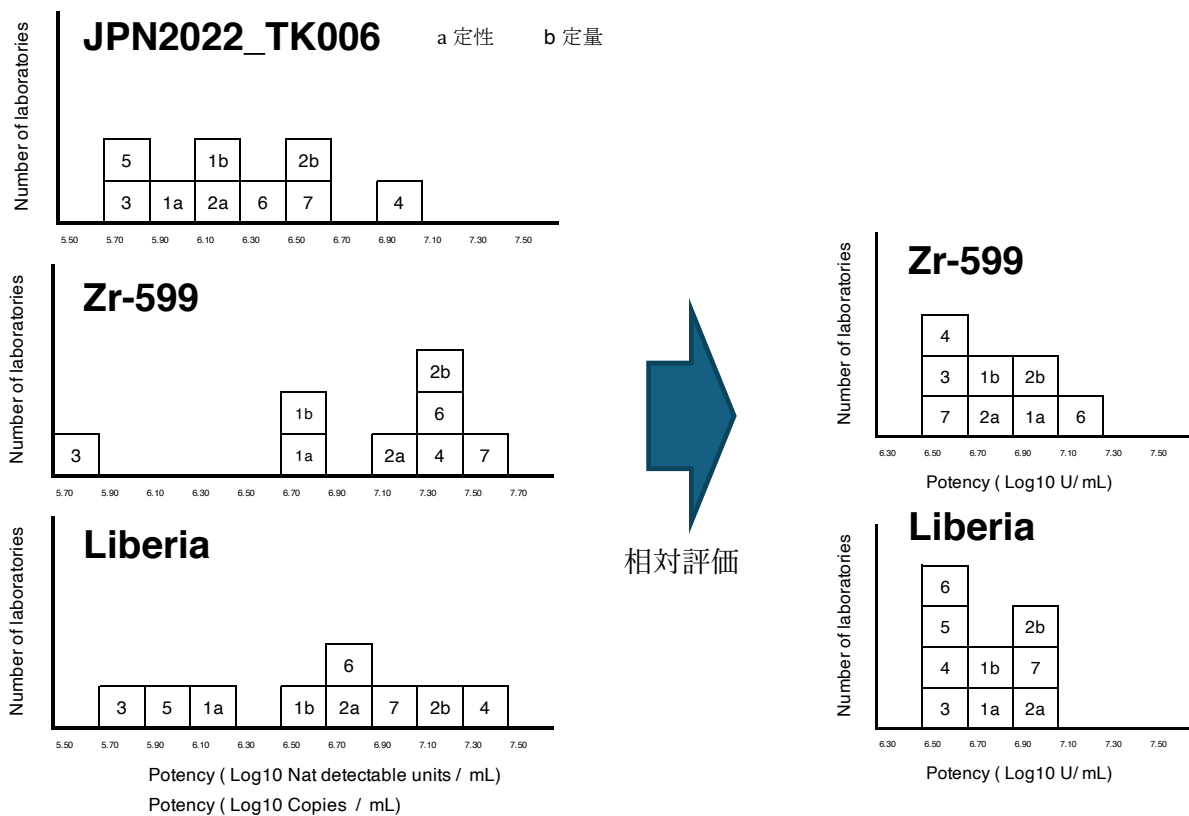 JPN2022_TK006
a 定性 b 定量
Number of laboratories
5 1b 2b
3 1a 2a 6 7 4
5.50 5.70 5.90 6.10 6.30 6.50 6.70 6.90 7.10 7.30 7.50
Zr-599
Number of laboratories
2b
1b 6
3 1a 2a 4 7
5.70 5.90 6.10 6.30 6.50 6.70 6.90 7.10 7.30 7.50 7.70
Liberia
Number of laboratories
6
3 5 1a 1b 2a 7 2b 4
5.50 5.70 5.90 6.10 6.30 6.50 6.70 6.90 7.10 7.30 7.50
Potency ( Log10 Nat detectable units / mL)
Potency ( Log10 Copies / mL)
相対評価
Zr-599
Number of laboratories
4
3 1b 2b
7 2a 1a 6
6.30 6.50 6.70 6.90 7.10 7.30 7.50
Potency ( Log10 U/ mL)
Liberia
Number of laboratories
6
5 2b
4 1b 7
3 1a 2a
6.30 6.50 6.70 6.90 7.10 7.30 7.50
Potency ( Log10 U/ mL)